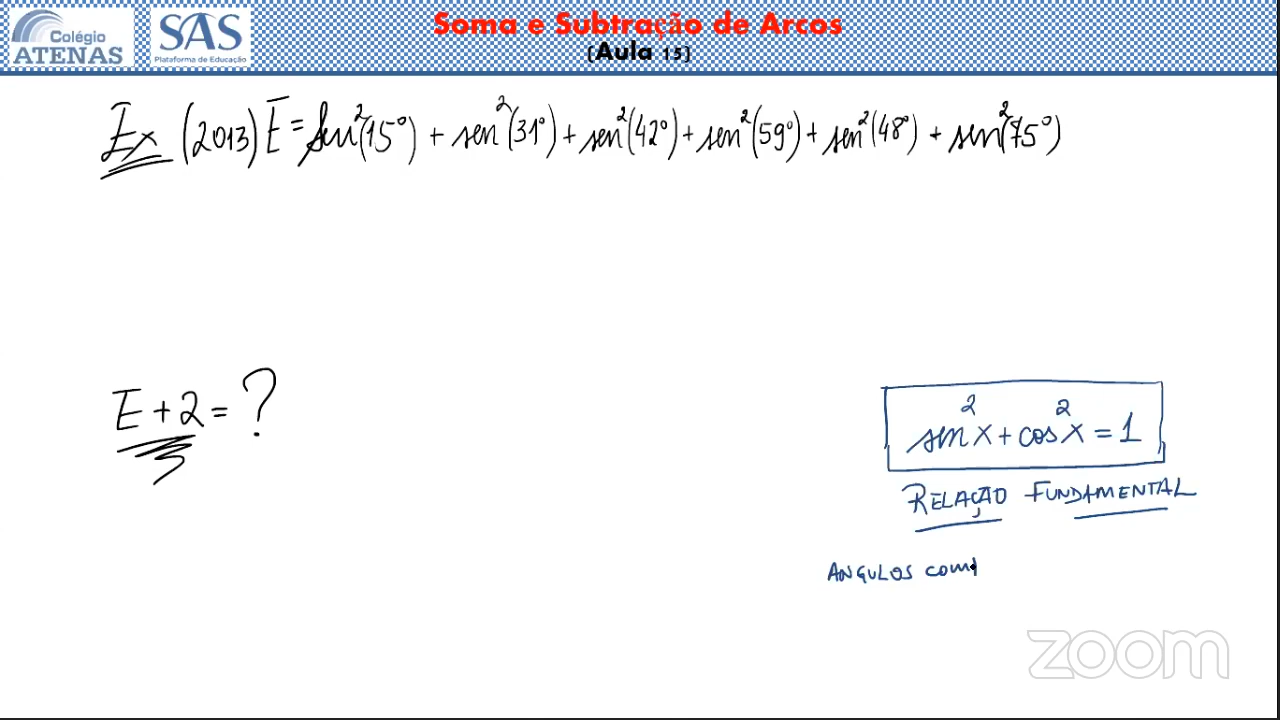 Soma e Subtração de Arcos
(Aula 15)
Colégio
ATENAS
SAS
Plataforma de Educação
Ex (2013) E = sen²(15°) + sen²(31°) + sen²(42°) + sen²(59°) + sen²(48°) + sen²(75°)
E + 2 = ?
sen²x + cos²x = 1
RELAÇÃO FUNDAMENTAL
ANGULOS COM
zoom